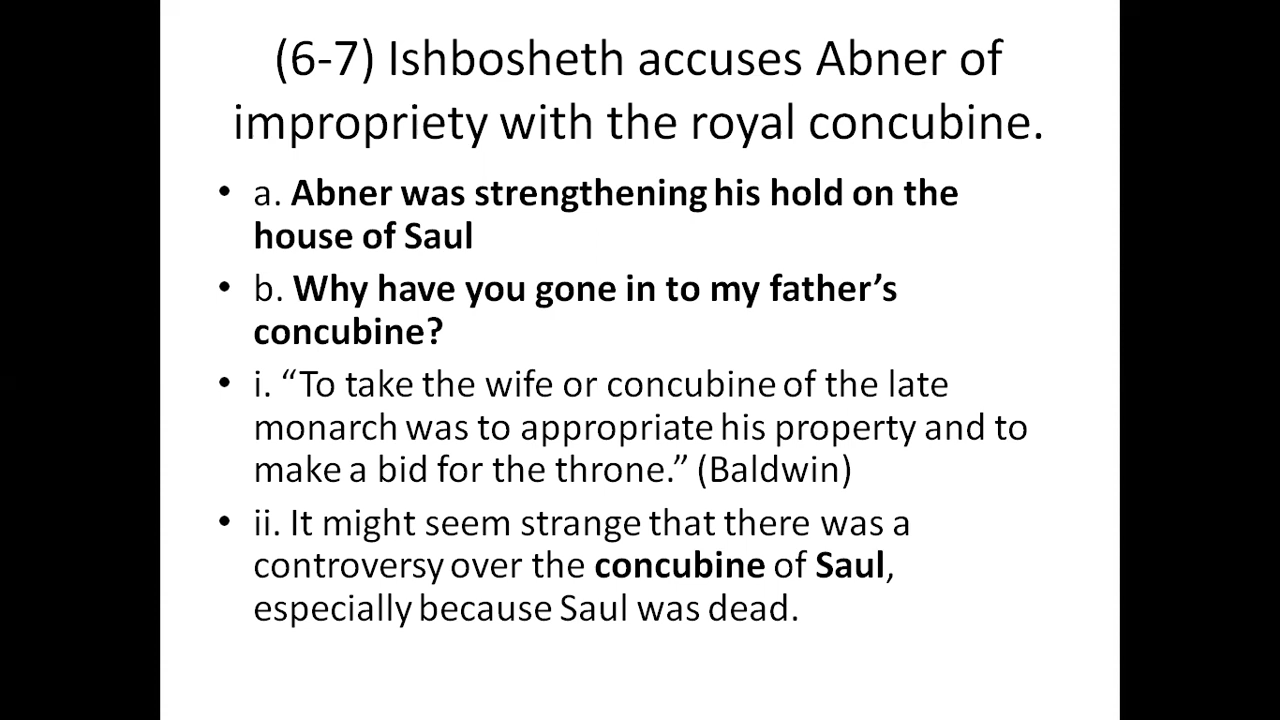 (6-7) Ishbosheth accuses Abner of
impropriety with the royal concubine.
• a. Abner was strengthening his hold on the
house of Saul
• b. Why have you gone in to my father’s
concubine?
• i. “To take the wife or concubine of the late
monarch was to appropriate his property and to
make a bid for the throne.” (Baldwin)
• ii. It might seem strange that there was a
controversy over the concubine of Saul,
especially because Saul was dead.